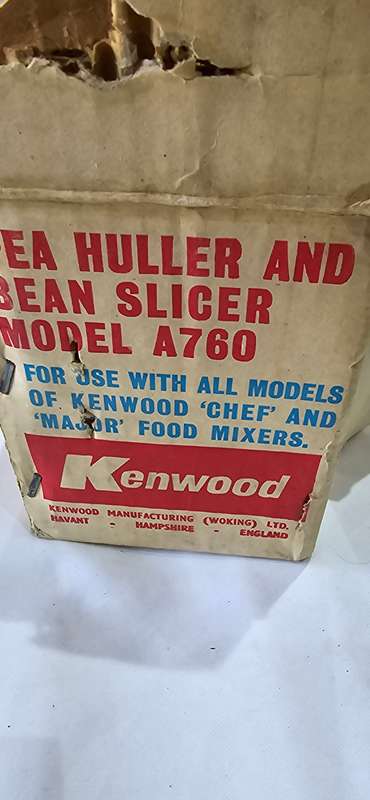 PEA HULLER AND
BEAN SLICER
MODEL A760
FOR USE WITH ALL MODELS
OF KENWOOD ‘CHEF’ AND
‘MAJOR’ FOOD MIXERS.
Kenwood
KENWOOD MANUFACTURING (WOKING) LTD.
HAVANT - HAMPSHIRE - ENGLAND